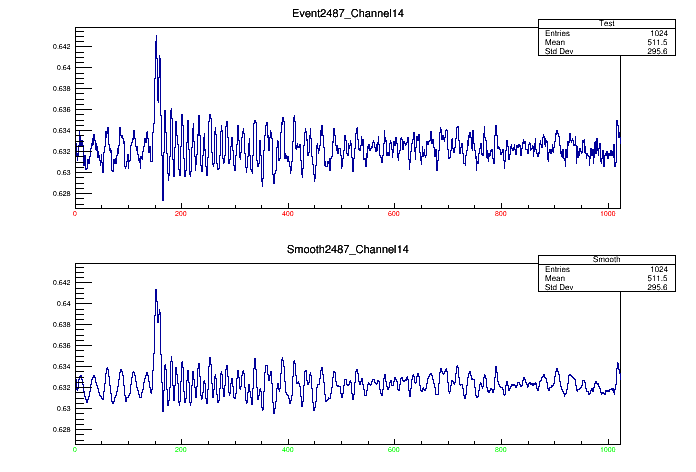 Event2487_Channel14
Test
Entries 1024
Mean 511.5
Std Dev 295.6
0.642
0.64
0.638
0.636
0.634
0.632
0.63
0.628
0 200 400 600 800 1000
Smooth2487_Channel14
Smooth
Entries 1024
Mean 511.5
Std Dev 295.6
0.642
0.64
0.638
0.636
0.634
0.632
0.63
0.628
0 200 400 600 800 1000